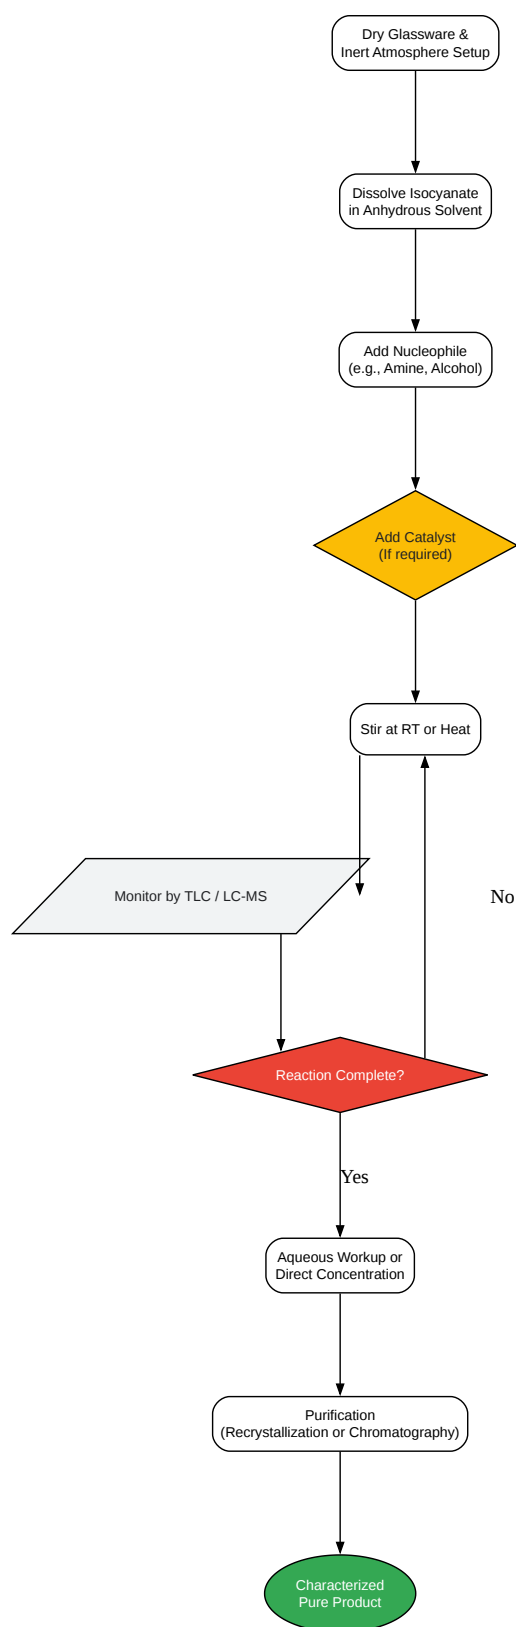 Dry Glassware &
Inert Atmosphere Setup
Dissolve Isocyanate
in Anhydrous Solvent
Add Nucleophile
(e.g., Amine, Alcohol)
Add Catalyst
(If required)
Stir at RT or Heat
Monitor by TLC / LC-MS
No
Reaction Complete?
Yes
Aqueous Workup or
Direct Concentration
Purification
(Recrystallization or Chromatography)
Characterized
Pure Product